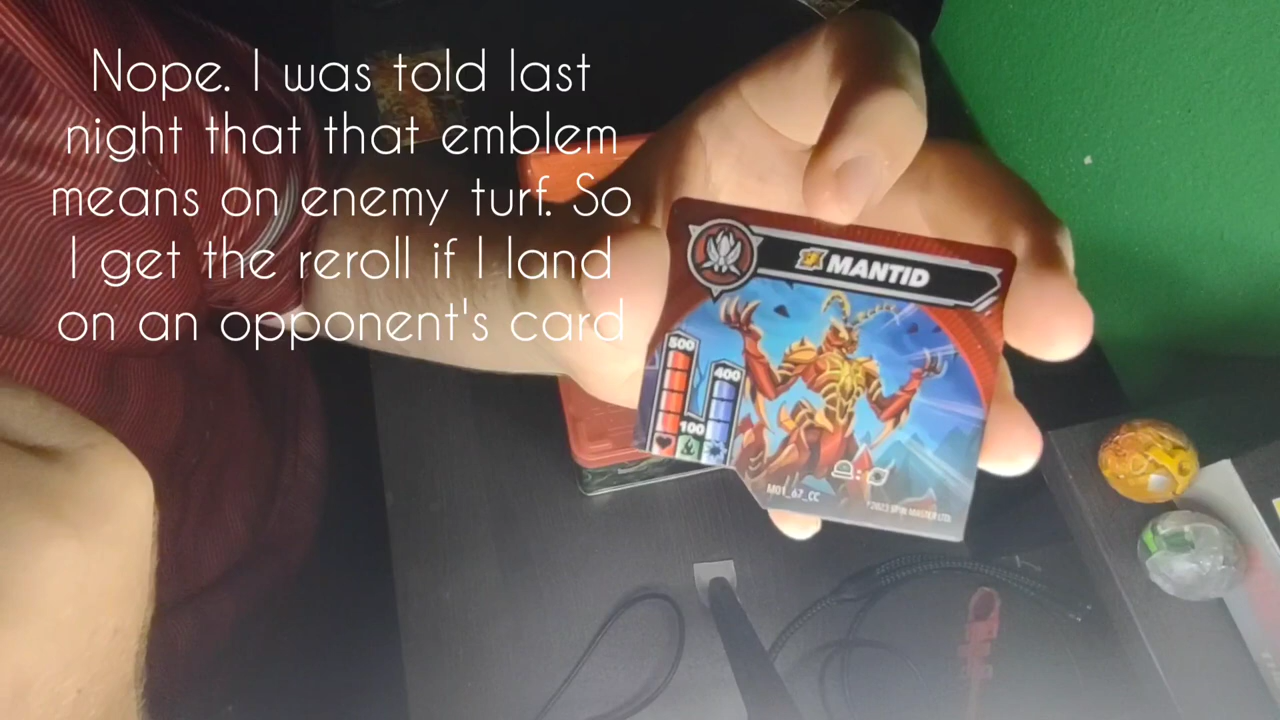 Nope. I was told last
night that that emblem
means on enemy turf. So
I get the reroll if I land
on an opponent's card
MANTID
500
400
100
:
M01_67_CC
©2023 SPIN MASTER LTD.